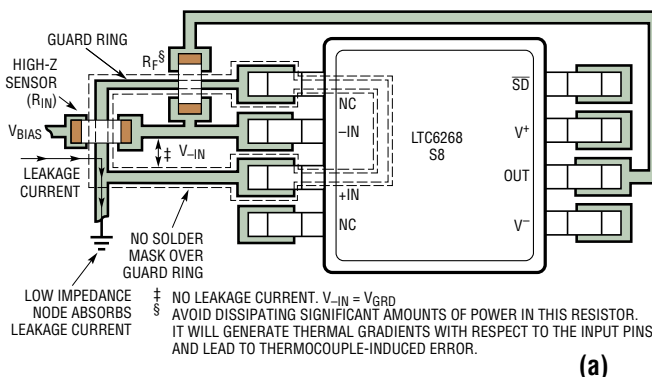 GUARD RING
R_F§
HIGH-Z
SENSOR
(R_IN)
V_BIAS
LEAKAGE
CURRENT
‡ V_–IN
NC
–IN
+IN
NC
LTC6268
S8
SD
V+
OUT
V–
NO SOLDER
MASK OVER
GUARD RING
LOW IMPEDANCE
NODE ABSORBS
LEAKAGE CURRENT
‡ NO LEAKAGE CURRENT. V_–IN = V_GRD
§ AVOID DISSIPATING SIGNIFICANT AMOUNTS OF POWER IN THIS RESISTOR.
IT WILL GENERATE THERMAL GRADIENTS WITH RESPECT TO THE INPUT PINS
AND LEAD TO THERMOCOUPLE-INDUCED ERROR.
(a)